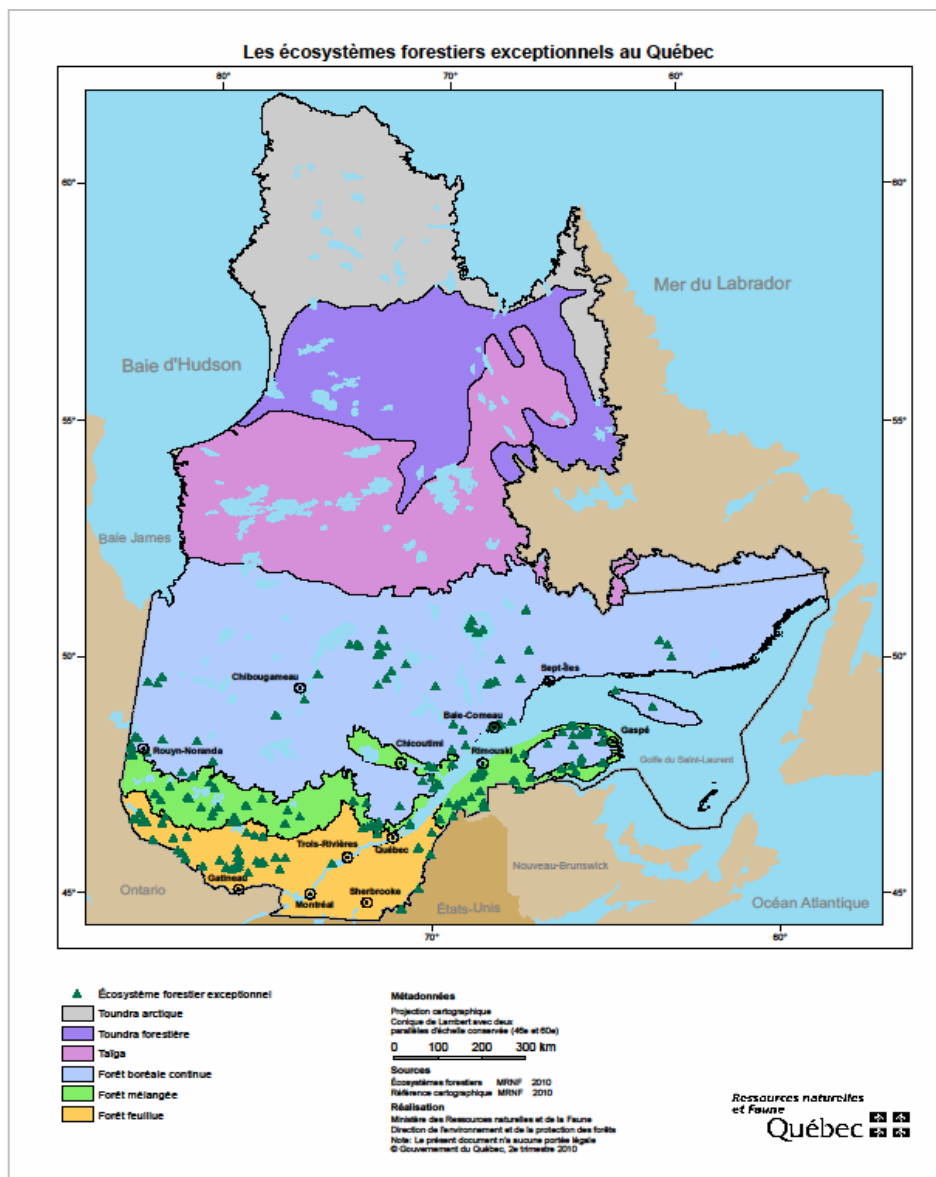 Les écosystèmes forestiers exceptionnels au Québec
80° 70° 60°
60° 60°
Mer du Labrador
Baie d'Hudson
55° 55°
Baie James
50° 50°
Sept-Îles
Chibougameau
Baie-Comeau
Gaspé
Chicoutimi
Rimouski
Rouyn-Noranda
Golfe du Saint-Laurent
Trois-Rivières
Québec
Nouveau-Brunswick
Gatineau
Sherbrooke
45° Ontario
Montréal
États-Unis
Océan Atlantique 45°
70° 60°
Écosystème forestier exceptionnel
Toundra arctique
Toundra forestière
Taïga
Forêt boréale continue
Forêt mélangée
Forêt feuillue
Métadonnées
Projection cartographique
Conique de Lambert avec deux
parallèles d'échelle conservée (46e et 60e)
0 100 200 300 km
Sources
Écosystèmes forestiers MRNF 2010
Référence cartographique MRNF 2010
Réalisation
Ministère des Ressources naturelles et de la Faune
Direction de l'environnement et de la protection des forêts
Note: Le présent document n'a aucune portée légale
© Gouvernement du Québec, 2e trimestre 2010
Ressources naturelles
et Faune
Québec